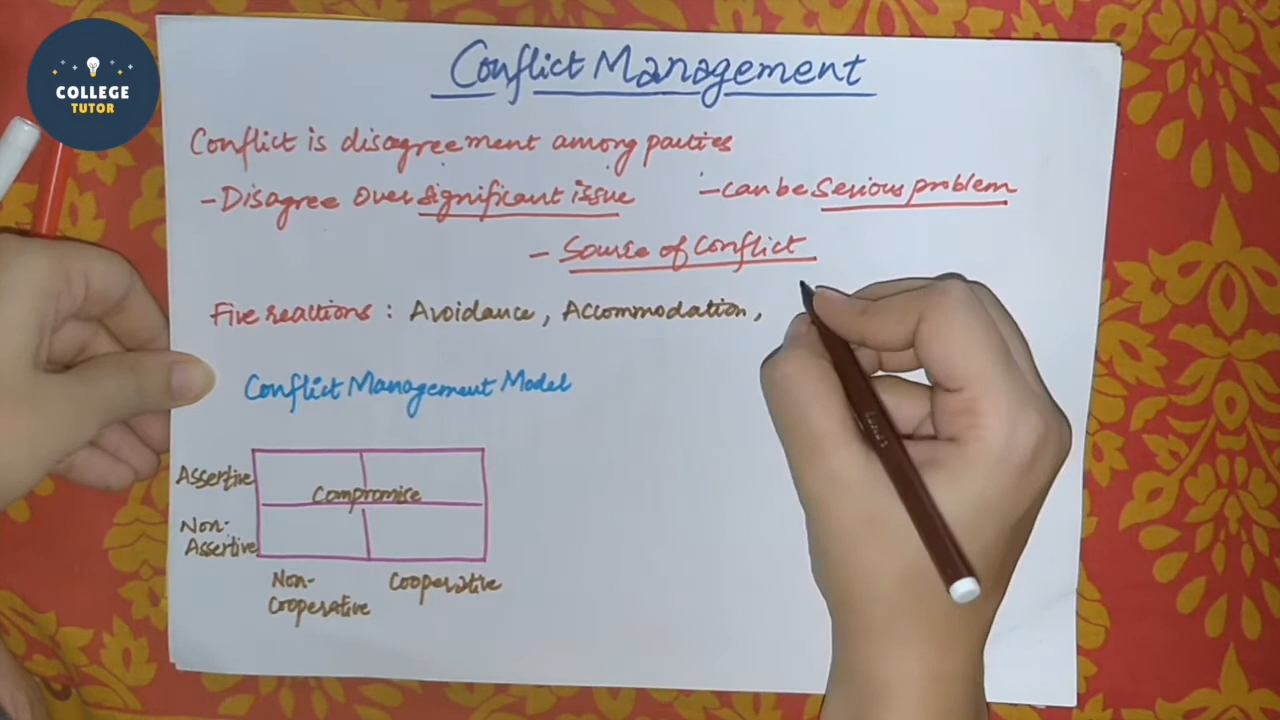 COLLEGE
TUTOR
Conflict Management
Conflict is disagreement among parties
- Disagree over significant issue - can be serious problem
- Source of conflict
Five reactions : Avoidance, Accommodation,
Conflict Management Model
Assertive
Compromise
Non-
Assertive
Non- Cooperative
Cooperative